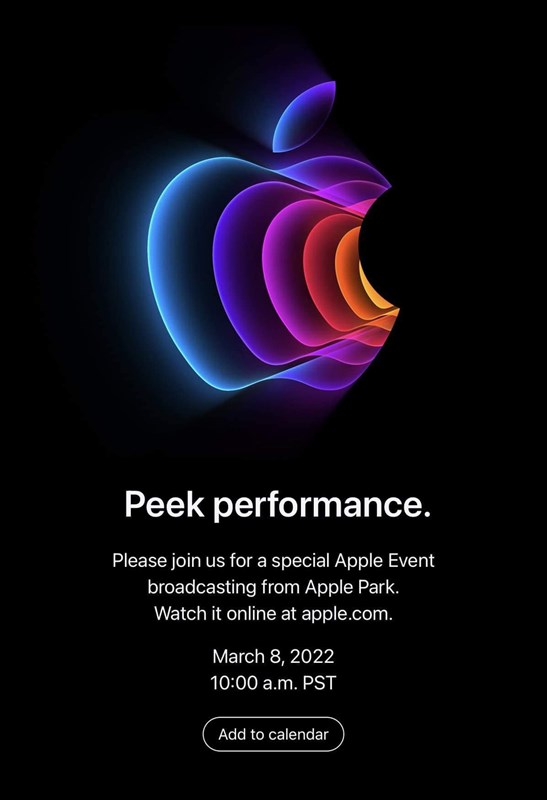 Peek performance.
Please join us for a special Apple Event
broadcasting from Apple Park.
Watch it online at apple.com.
March 8, 2022
10:00 a.m. PST
Add to calendar